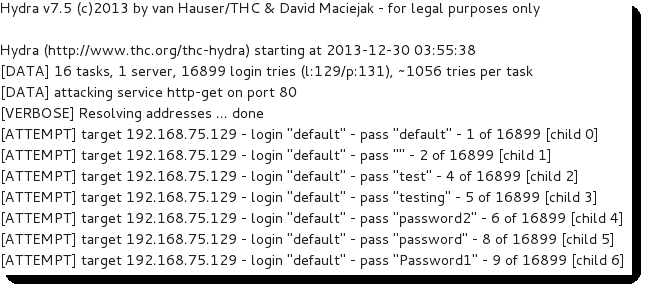 Hydra v7.5 (c)2013 by van Hauser/THC & David Maciejak - for legal purposes only
Hydra (http://www.thc.org/thc-hydra) starting at 2013-12-30 03:55:38
[DATA] 16 tasks, 1 server, 16899 login tries (l:129/p:131), ~1056 tries per task
[DATA] attacking service http-get on port 80
[VERBOSE] Resolving addresses ... done
[ATTEMPT] target 192.168.75.129 - login "default" - pass "default" - 1 of 16899 [child 0]
[ATTEMPT] target 192.168.75.129 - login "default" - pass "" - 2 of 16899 [child 1]
[ATTEMPT] target 192.168.75.129 - login "default" - pass "test" - 4 of 16899 [child 2]
[ATTEMPT] target 192.168.75.129 - login "default" - pass "testing" - 5 of 16899 [child 3]
[ATTEMPT] target 192.168.75.129 - login "default" - pass "password2" - 6 of 16899 [child 4]
[ATTEMPT] target 192.168.75.129 - login "default" - pass "password" - 8 of 16899 [child 5]
[ATTEMPT] target 192.168.75.129 - login "default" - pass "Password1" - 9 of 16899 [child 6]